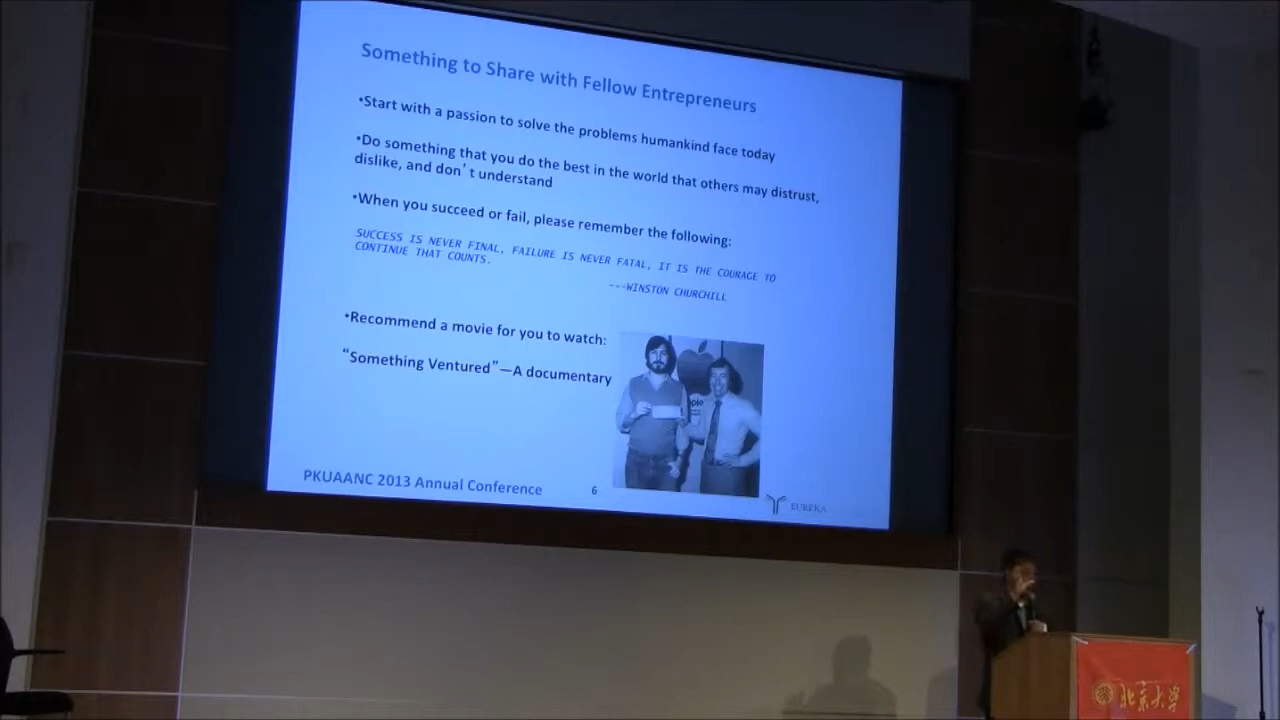 Something to Share with Fellow Entrepreneurs
•Start with a passion to solve the problems humankind face today
•Do something that you do the best in the world that others may distrust,
dislike, and don’t understand
•When you succeed or fail, please remember the following:
SUCCESS IS NEVER FINAL, FAILURE IS NEVER FATAL, IT IS THE COURAGE TO
CONTINUE THAT COUNTS.
---WINSTON CHURCHILL
•Recommend a movie for you to watch:
“Something Ventured”—A documentary
ple
PKUAANC 2013 Annual Conference
6
EUREKA
北京大学